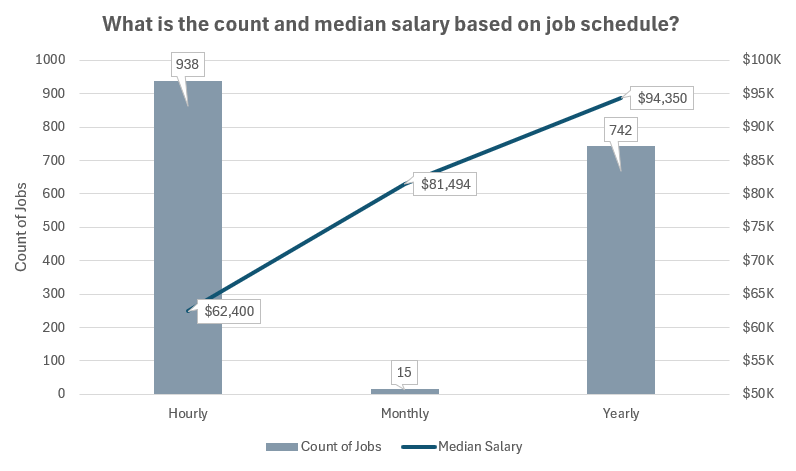 What is the count and median salary based on job schedule?
1000
900
800
700
600
500
400
300
200
100
0
Count of Jobs
$100K
$95K
$90K
$85K
$80K
$75K
$70K
$65K
$60K
$55K
$50K
938
$94,350
742
$81,494
$62,400
15
Hourly Monthly Yearly
Count of Jobs Median Salary